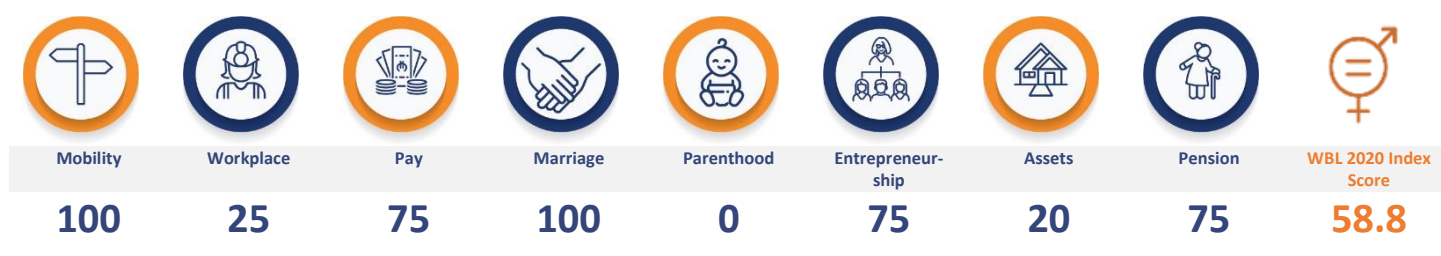 Mobility Workplace Pay Marriage Parenthood Entrepreneur- Assets Pension WBL 2020 Index
ship Score
100 25 75 100 0 75 20 75 58.8